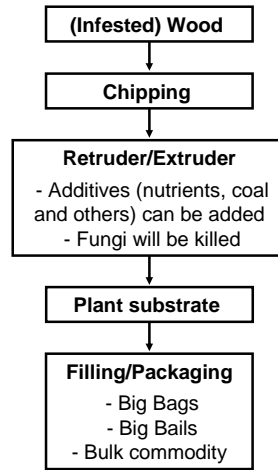 (Infested) Wood
Chipping
Retruder/Extruder
- Additives (nutrients, coal
and others) can be added
- Fungi will be killed
Plant substrate
Filling/Packaging
- Big Bags
- Big Bails
- Bulk commodity